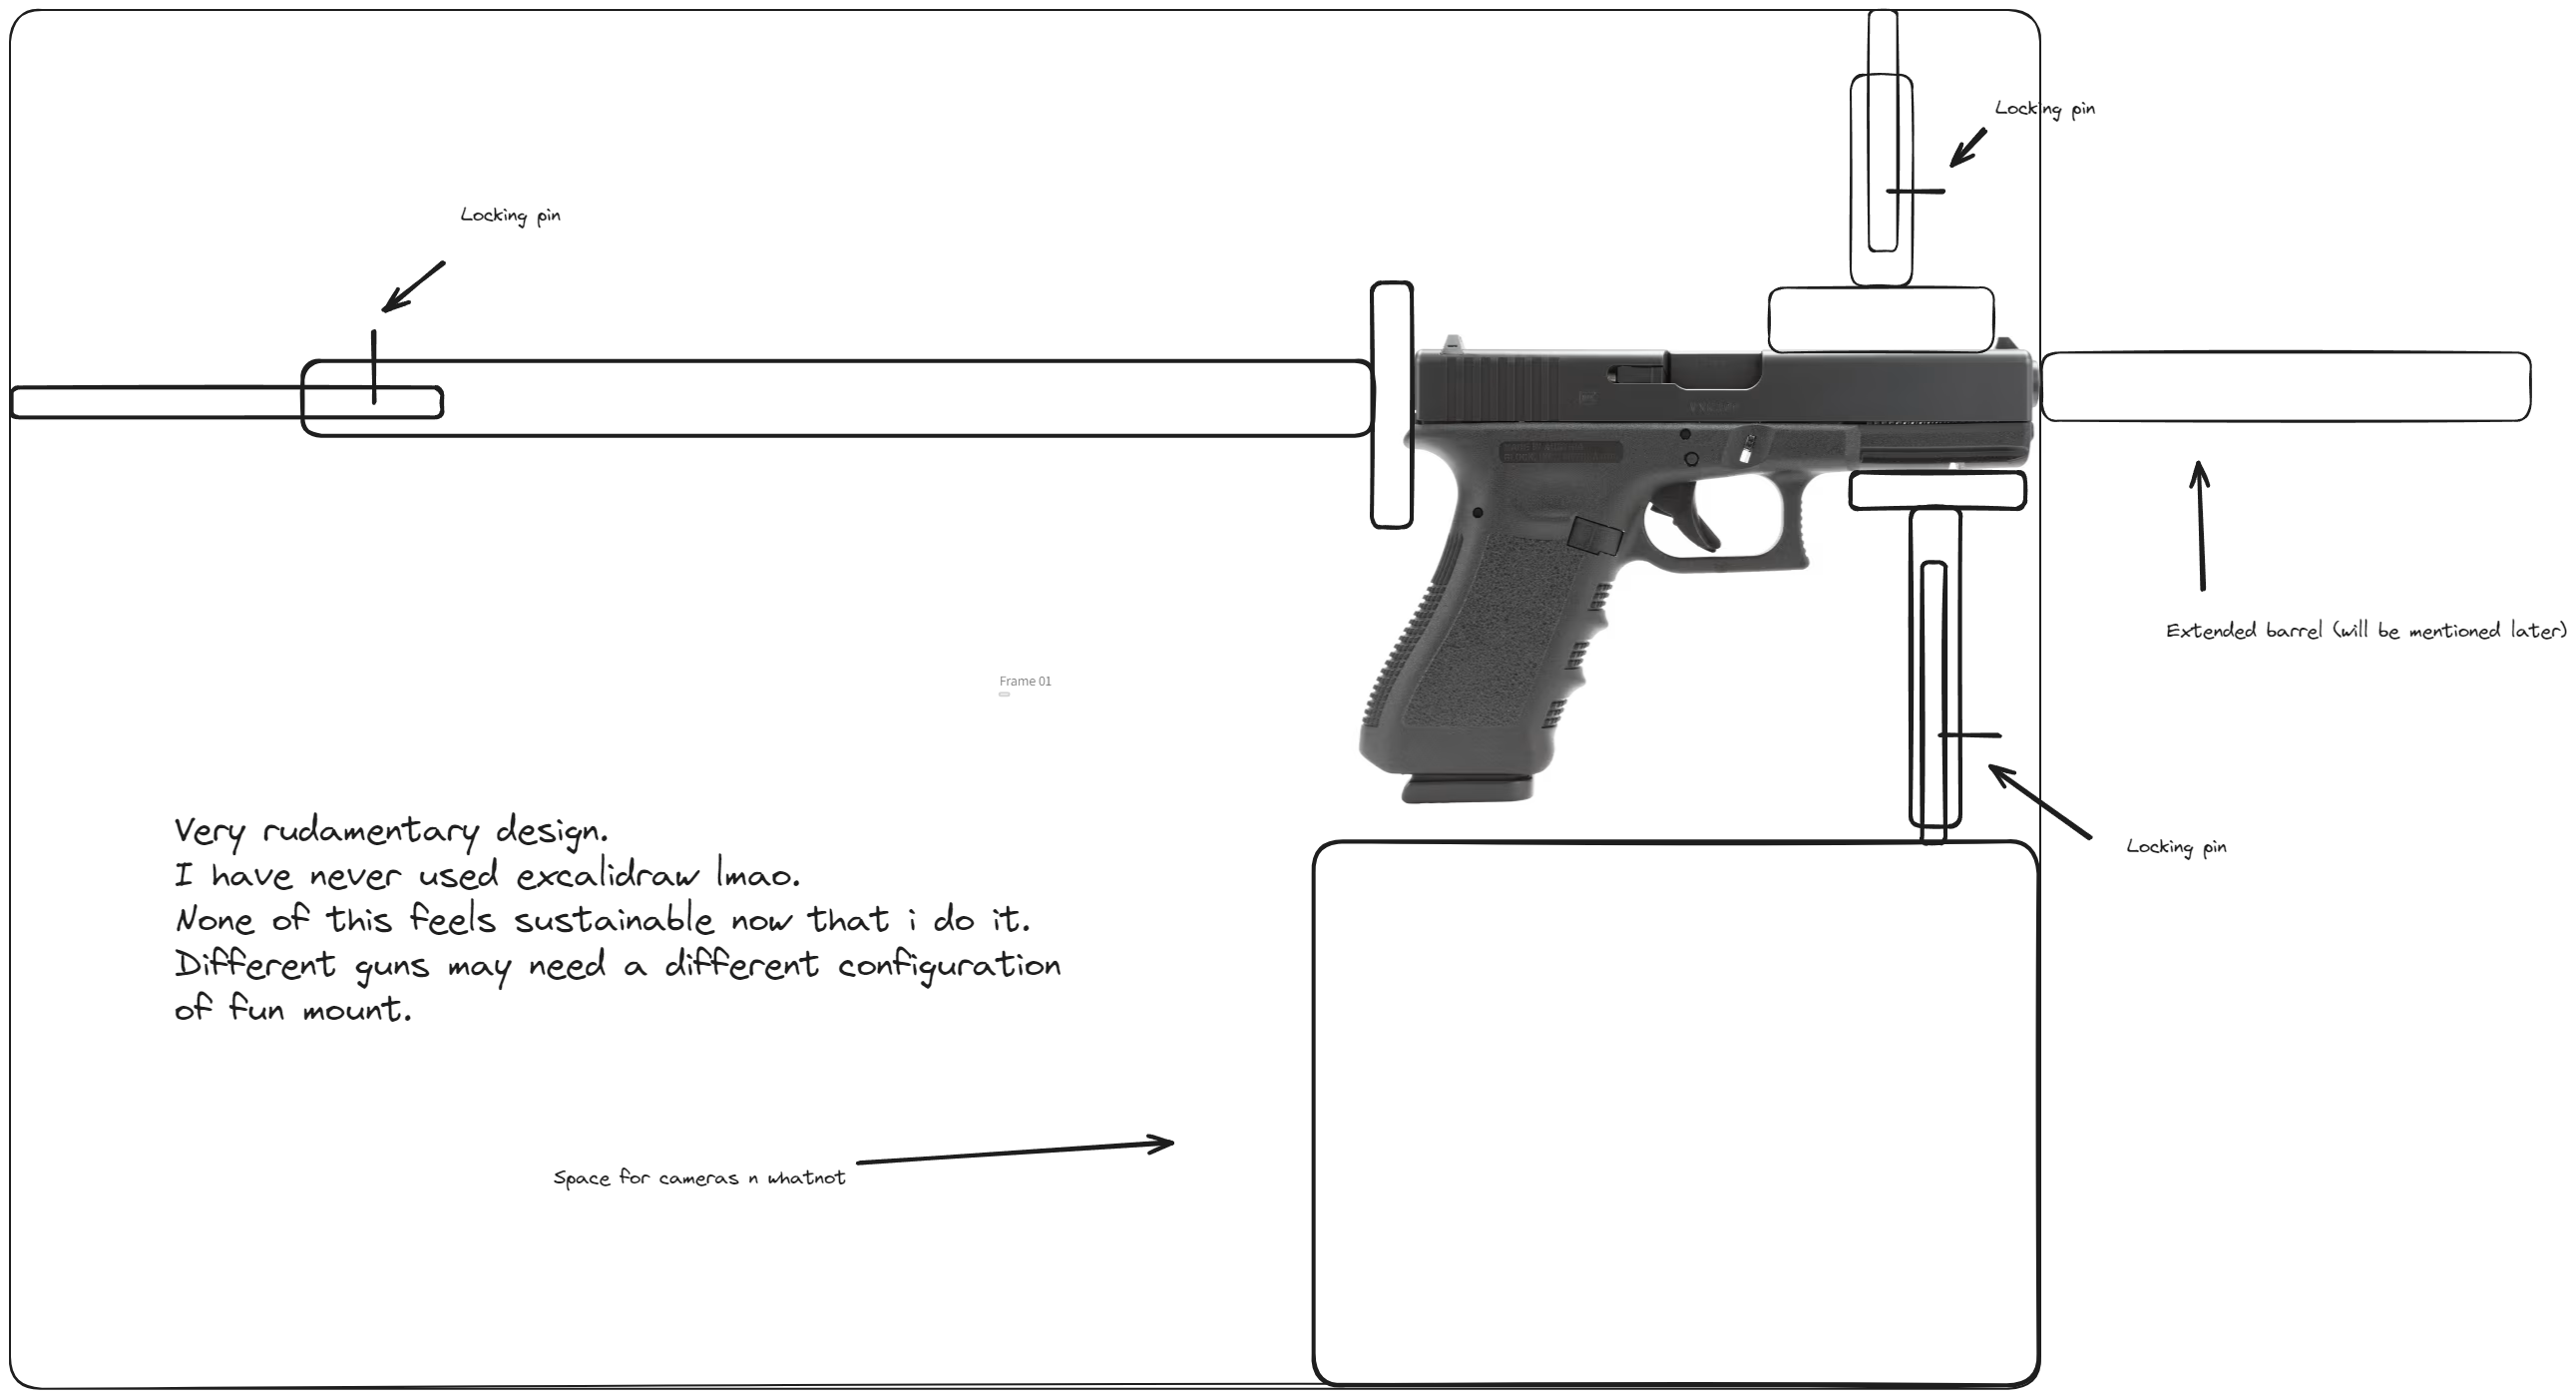 Locking pin
Locking pin
Extended barrel (will be mentioned later)
Frame 01
Very rudamentary design.
I have never used excalidraw lmao.
None of this feels sustainable now that i do it.
Different guns may need a different configuration
of fun mount.
Locking pin
Space for cameras n whatnot